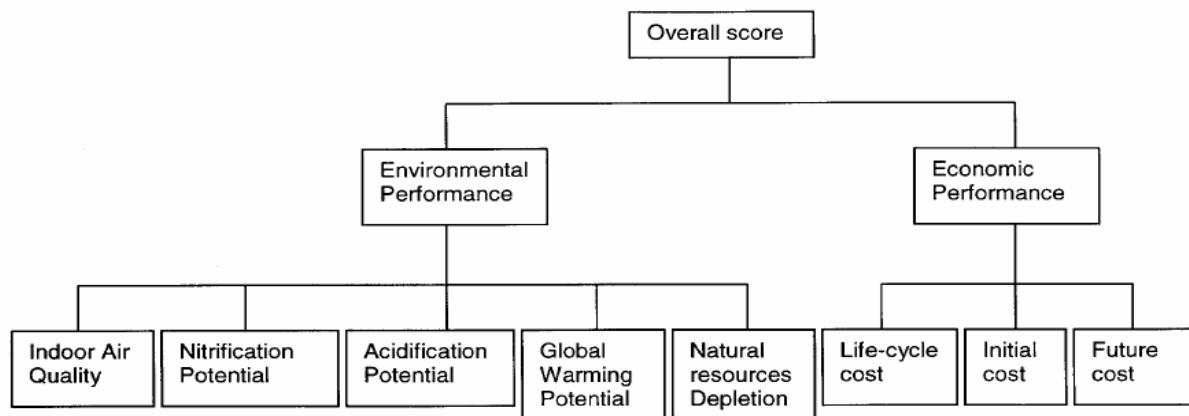 Overall score
Environmental
Performance
Economic
Performance
Indoor Air
Quality
Nitrification
Potential
Acidification
Potential
Global
Warming
Potential
Natural
resources
Depletion
Life-cycle
cost
Initial
cost
Future
cost